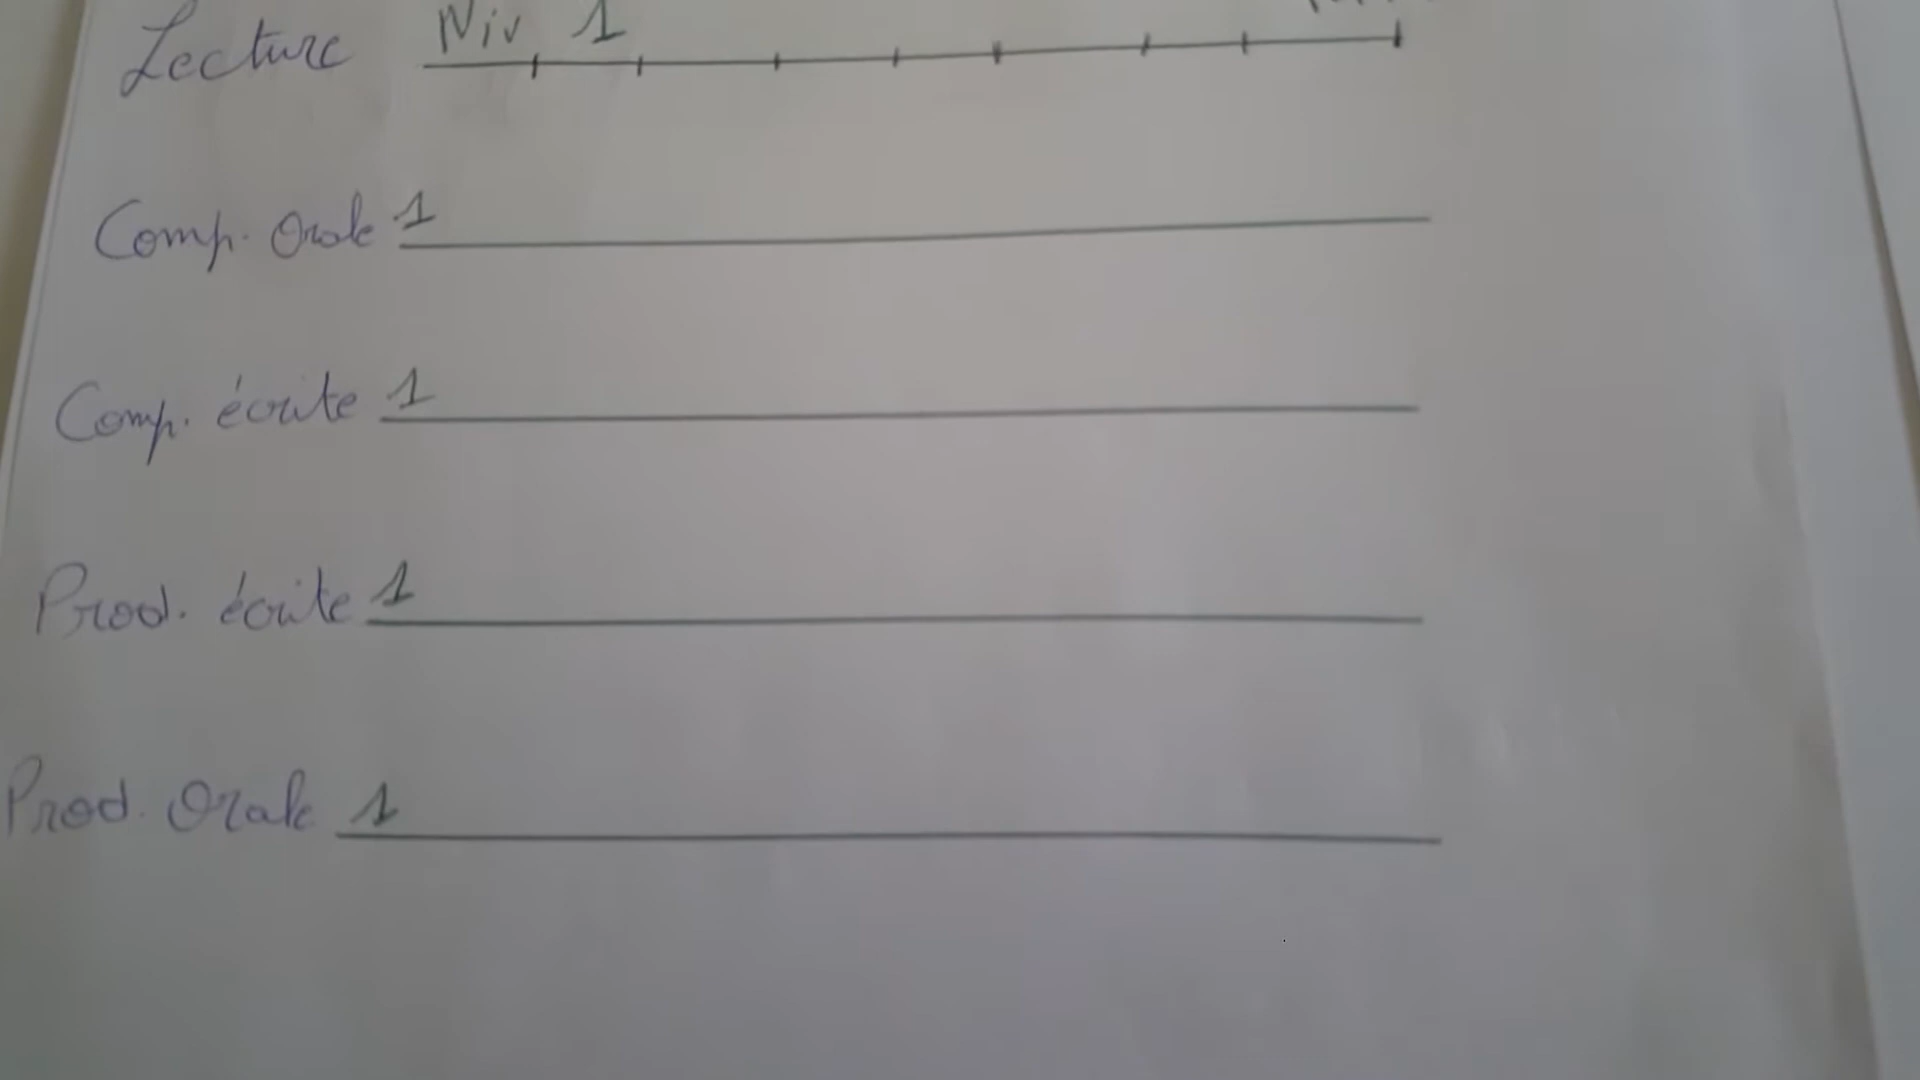 Lecture Niv 1
Comp. Orale 1
Comp. écrite 1
Prod. écrite 1
Prod. Orale 1